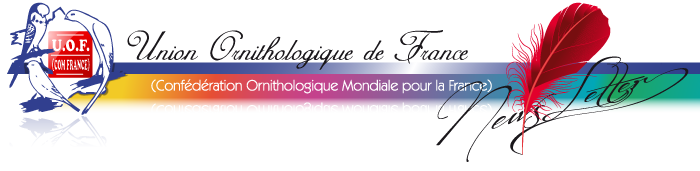 U.O.F.
(COM FRANCE)
Union Ornithologique de France
(Confédération Ornithologique Mondiale pour la France)
News Letter